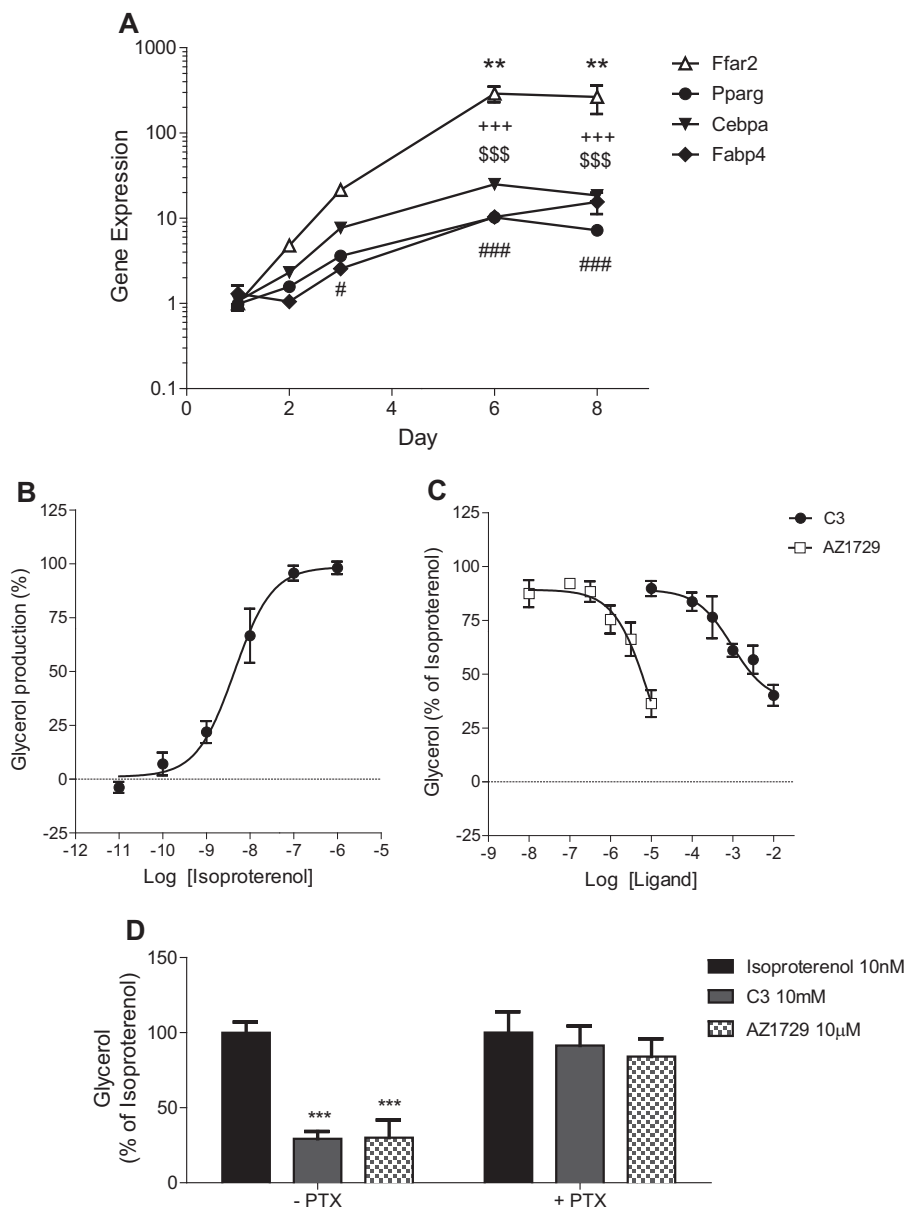 A
1000
100
10
1
0.1
Gene Expression
0 2 4 6 8
Day
** **
+++ +++
$$$ $$$
# ### ###
Ffar2
Pparg
Cebpa
Fabp4
B
125
100
75
50
25
0
-25
Glycerol production (%)
-12 -11 -10 -9 -8 -7 -6 -5
Log [Isoproterenol]
C
125
100
75
50
25
0
-25
Glycerol (% of Isoproterenol)
-9 -8 -7 -6 -5 -4 -3 -2
Log [Ligand]
C3
AZ1729
D
150
100
50
0
Glycerol
(% of Isoproterenol)
*** ***
- PTX + PTX
Isoproterenol 10nM
C3 10mM
AZ1729 10μM